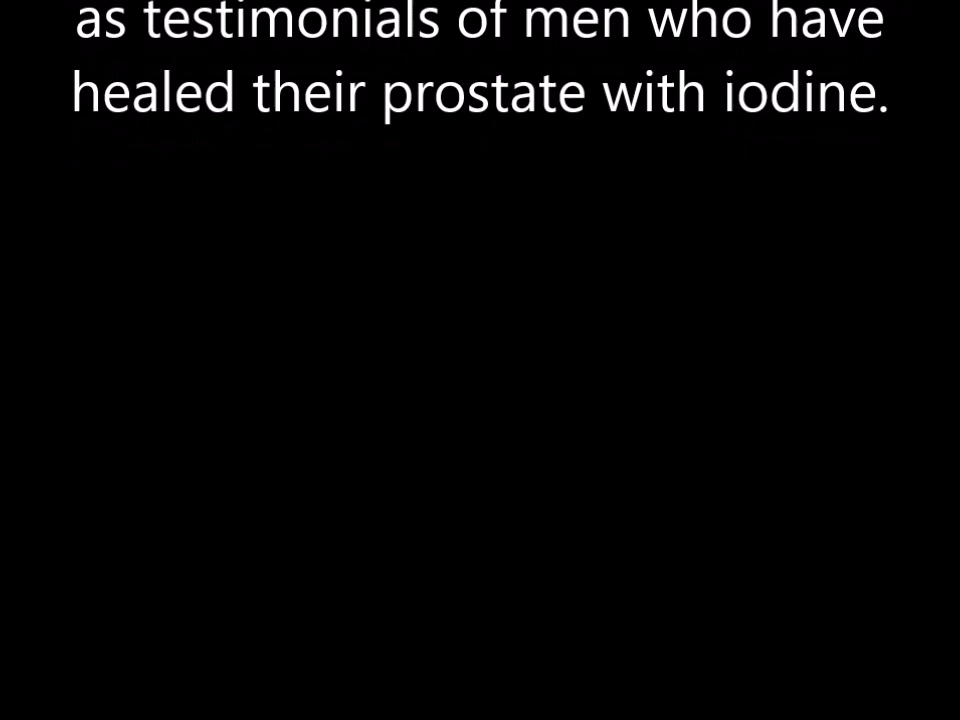 as testimonials of men who have
healed their prostate with iodine.